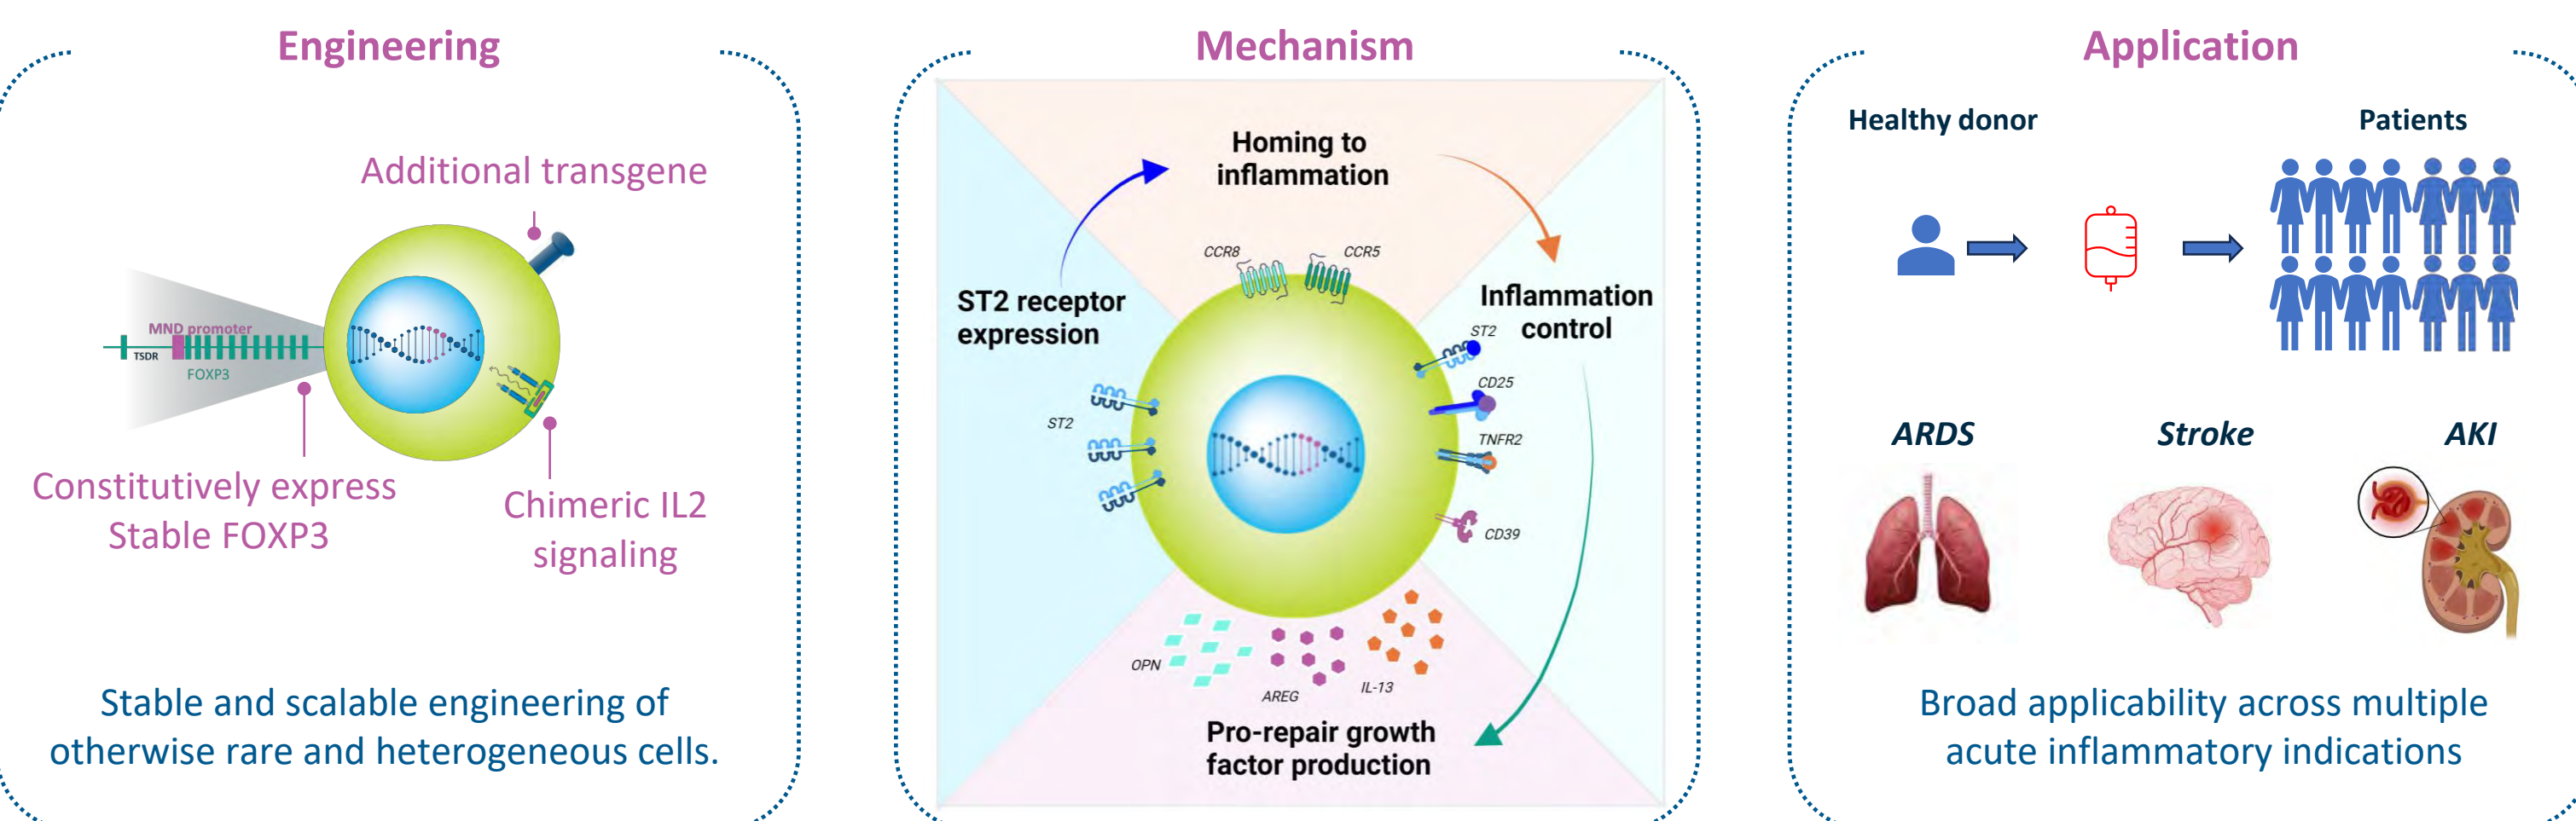 Engineering
Additional transgene
MND promoter
TSDR
FOXP3
Constitutively express
Stable FOXP3
Chimeric IL2
signaling
Stable and scalable engineering of
otherwise rare and heterogeneous cells.
Mechanism
Homing to
inflammation
CCR8
CCR5
ST2 receptor
expression
Inflammation
control
ST2
ST2
CD25
TNFR2
CD39
OPN
AREG
IL-13
Pro-repair growth
factor production
Application
Healthy donor
Patients
ARDS
Stroke
AKI
Broad applicability across multiple
acute inflammatory indications